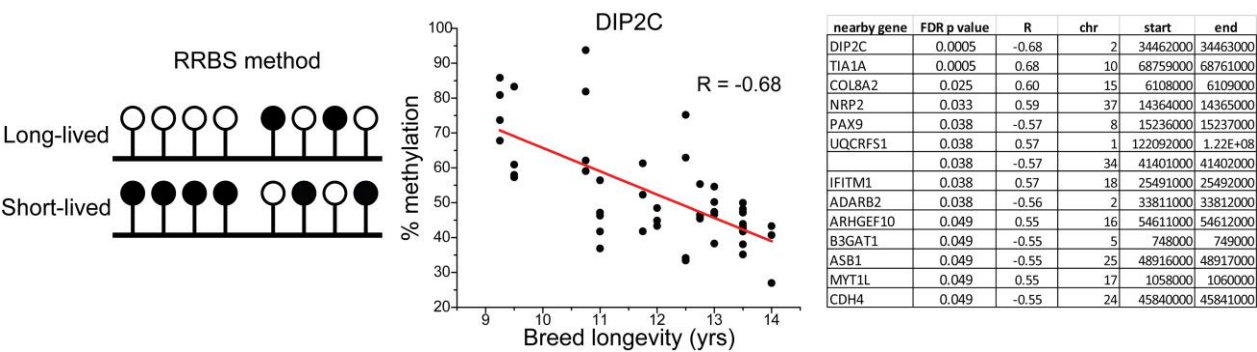 RRBS method
Long-lived
Short-lived
DIP2C
R = -0.68
% methylation
100
90
80
70
60
50
40
30
20
9 10 11 12 13 14
Breed longevity (yrs)
nearby gene FDR p value R chr start end
DIP2C 0.0005 -0.68 2 34462000 34463000
TIA1A 0.0005 0.68 10 68759000 68761000
COL8A2 0.025 0.60 15 6108000 6109000
NRP2 0.033 0.59 37 14364000 14365000
PAX9 0.038 -0.57 8 15236000 15237000
UQCRFS1 0.038 0.57 1 122092000 1.22E+08
0.038 -0.57 34 41401000 41402000
IFITM1 0.038 0.57 18 25491000 25492000
ADARB2 0.038 -0.56 2 33811000 33812000
ARHGEF10 0.049 0.55 16 54611000 54612000
B3GAT1 0.049 -0.55 5 748000 749000
ASB1 0.049 -0.55 25 48916000 48917000
MYT1L 0.049 0.55 17 1058000 1060000
CDH4 0.049 -0.55 24 45840000 45841000